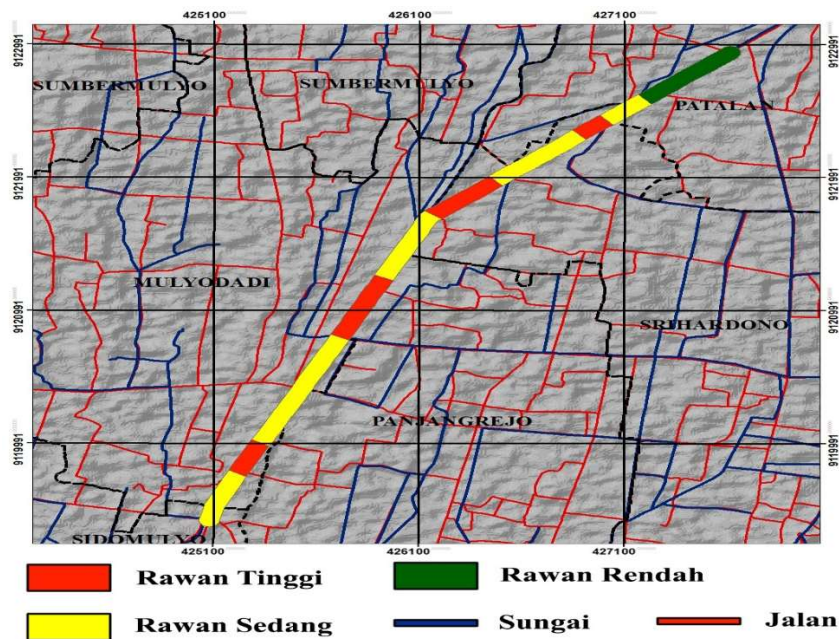 425100 426100 427100
9122991 9122991
SUMBERMULYO SUMBERMULYO
PATALAN
9121991 9121991
MULYODADI
9120991 9120991
SRIHARDONO
PANJANGREJO
9119991 9119991
SIDOMULYO
425100 426100 427100
Rawan Tinggi Rawan Rendah
Rawan Sedang Sungai Jalan